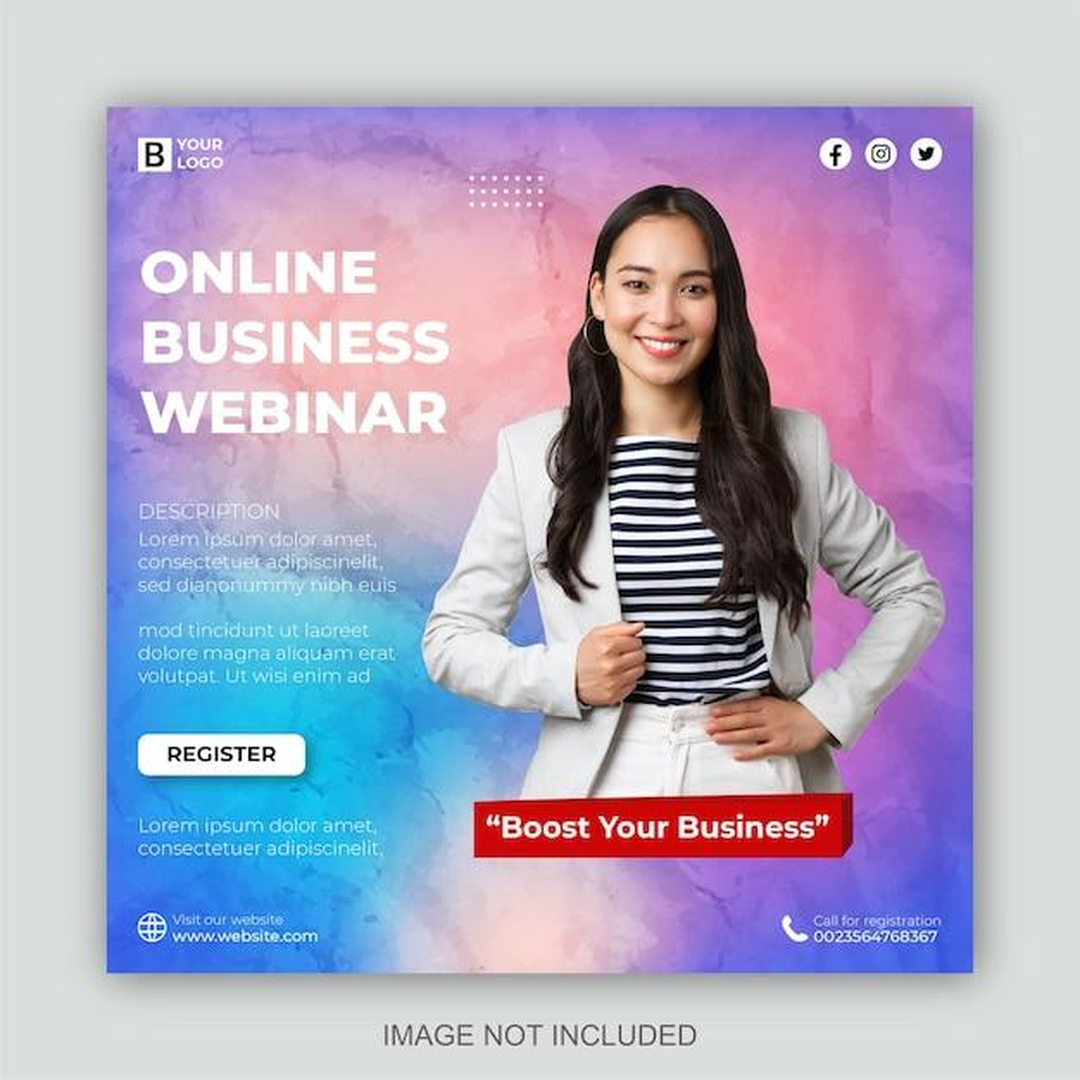 B YOUR
LOGO
ONLINE
BUSINESS
WEBINAR
DESCRIPTION
Lorem ipsum dolor amet,
consectetuer adipiscinelit,
sed dianonummy nibh euis
mod tincidunt ut laoreet
dolore magna aliquam erat
volutpat. Ut wisi enim ad
REGISTER
Lorem ipsum dolor amet,
consectetuer adipiscinelit,
“Boost Your Business”
Visit our website
www.website.com
Call for registration
0023564768367
IMAGE NOT INCLUDED